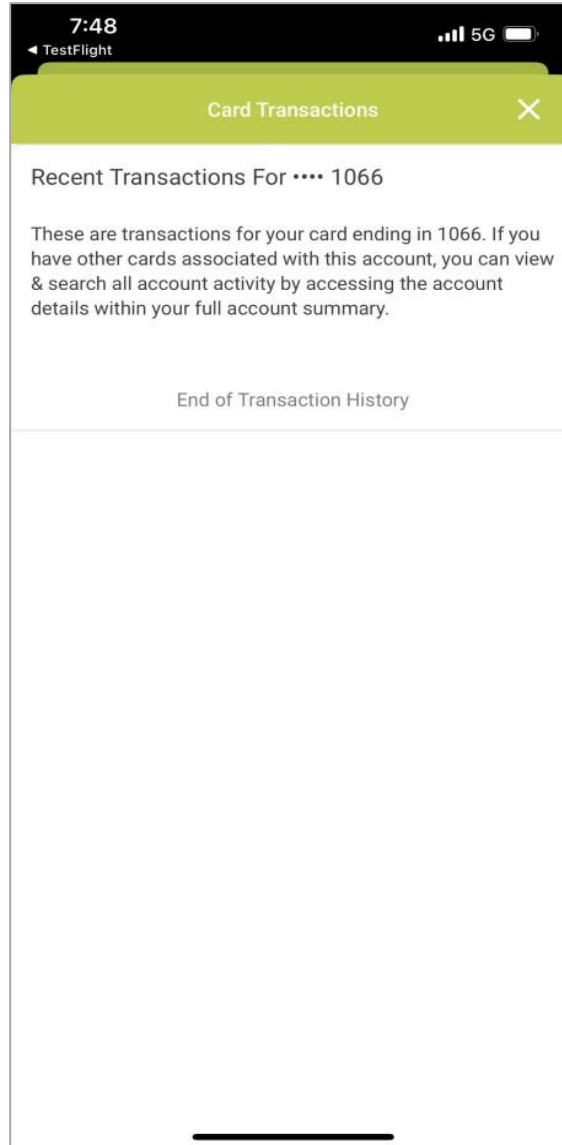 7:48
5G
◄ TestFlight
Card Transactions
Recent Transactions For •••• 1066
These are transactions for your card ending in 1066. If you
have other cards associated with this account, you can view
& search all account activity by accessing the account
details within your full account summary.
End of Transaction History